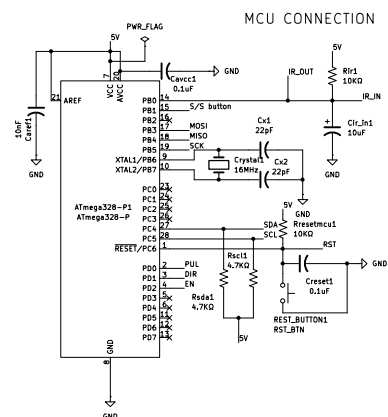 MCU CONNECTION
PWR_FLAG
5V
5V
GND
Cavcc1
0.1uF
IR_OUT
Rir1
10KΩ
IR_IN
Cir_In1
10uF
GND
21
7
20
VCC
AVCC
AREF
10nF
Caref1
GND
PB0
14
PB1
15
S/S button
PB2
16
PB3
17
MOSI
PB4
18
MISO
PB5
19
SCK
XTAL1/PB6
9
XTAL2/PB7
10
Cx1
22pF
Crystal1
16MHz
Cx2
22pF
GND
ATmega328-P1
ATmega328-P
PC0
23
PC1
24
PC2
25
PC3
26
PC4
27
SDA
PC5
28
SCL
RESET/PC6
1
RST
5V
Rresetmcu1
10KΩ
Rscl1
4.7KΩ
Rsda1
4.7KΩ
5V
Creset1
0.1uF
GND
REST_BUTTON1
RST_BTN
PD0
2
PUL
PD1
3
DIR
PD2
4
EN
PD3
5
PD4
6
PD5
11
PD6
12
PD7
13
GND
8
GND